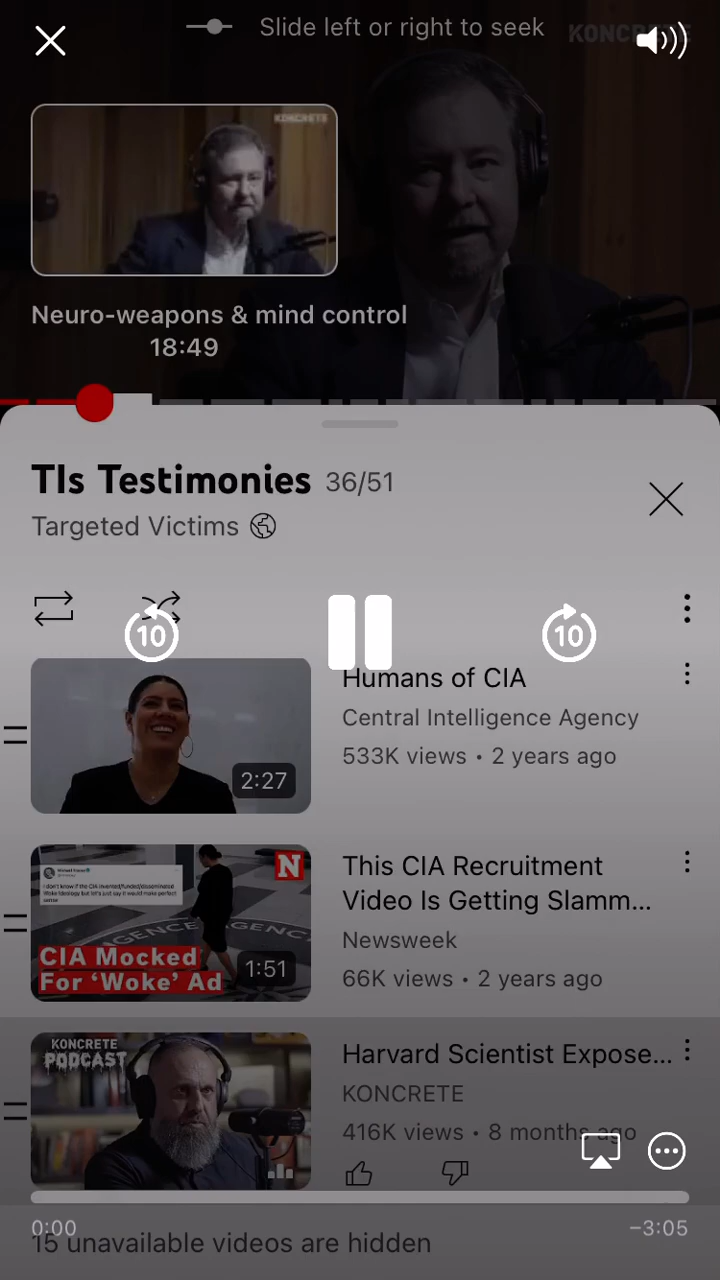 Slide left or right to seek
KONCRETE
KONCRETE
Neuro-weapons & mind control
18:49
TIs Testimonies 36/51
Targeted Victims
10
10
Humans of CIA
Central Intelligence Agency
533K views • 2 years ago
2:27
N
This CIA Recruitment
Video Is Getting Slamm...
Newsweek
66K views • 2 years ago
AGENCE AGENC
CIA Mocked
For ‘Woke’ Ad
1:51
KONCRETE
PODCAST
Harvard Scientist Expose...
KONCRETE
416K views • 8 months ago
0:00
−3:05
15 unavailable videos are hidden